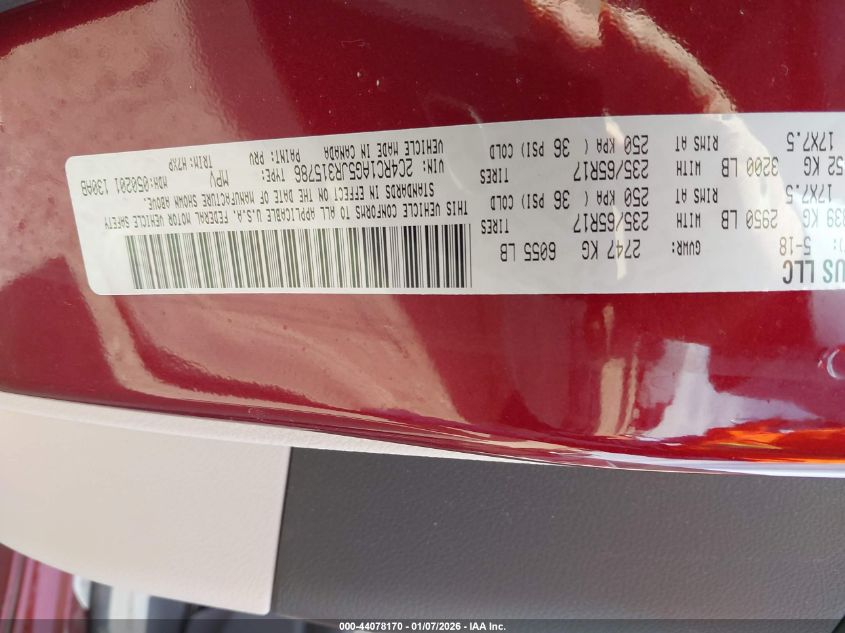 US LLC
5-18 GVWR: 2747 KG 6055 LB
339 KG 2950 LB WITH 235/65R17 TIRES
17X7.5 RIMS AT 250 KPA ( 36 PSI) COLD
52 KG 3200 LB WITH 235/65R17 TIRES
17X7.5 RIMS AT 250 KPA ( 36 PSI) COLD
THIS VEHICLE CONFORMS TO ALL APPLICABLE U.S.A. FEDERAL MOTOR VEHICLE SAFETY
STANDARDS IN EFFECT ON THE DATE OF MANUFACTURE SHOWN ABOVE.
VIN: 2C4RC1GG5JR315786 TYPE: MPV MDH:050201 130AB
VEHICLE MADE IN CANADA PAINT: PRV TRIM: H7XP
000-44078170 — 01/07/2026 — IAA Inc.